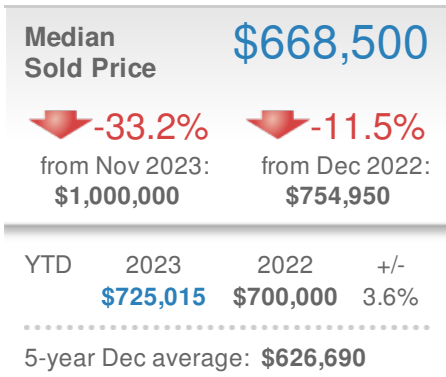 Median
Sold Price
$668,500
-33.2% -11.5%
from Nov 2023: from Dec 2022:
$1,000,000 $754,950
YTD 2023 2022 +/-
$725,015 $700,000 3.6%
5-year Dec average: $626,690